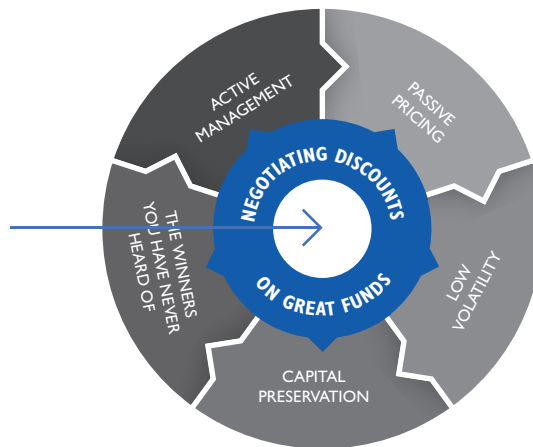 ACTIVE
MANAGEMENT
PASSIVE
PRICING
NEGOTIATING DISCOUNTS
ON GREAT FUNDS
THE WINNERS
YOU HAVE NEVER
HEARD OF
LOW
VOLATILITY
CAPITAL
PRESERVATION